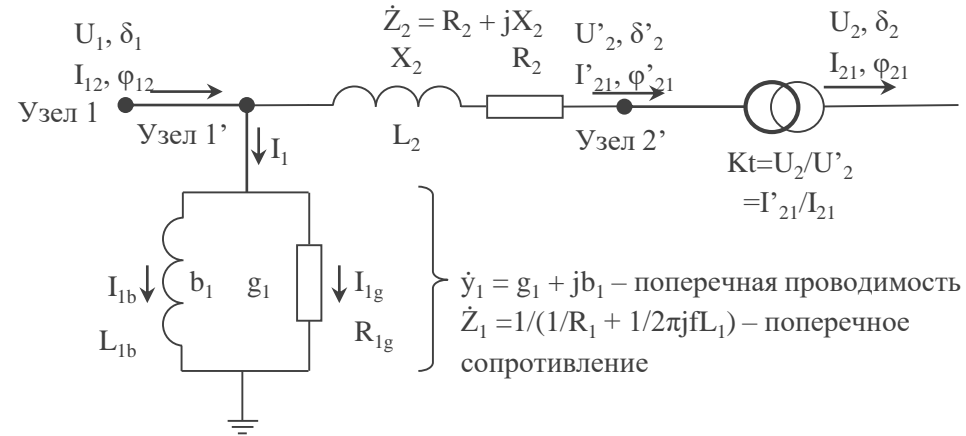 Ż₂ = R₂ + jX₂
U₁, δ₁
I₁₂, φ₁₂
X₂
R₂
U'₂, δ'₂
I'₂₁, φ'₂₁
U₂, δ₂
I₂₁, φ₂₁
Узел 1
Узел 1’
L₂
Узел 2’
I₁
Kt=U₂/U'₂
=I’₂₁/I₂₁
I₁b
b₁
g₁
I₁g
L₁b
R₁g
ẏ₁ = g₁ + jb₁ – поперечная проводимость
Ż₁ =1/(1/R₁ + 1/2πjfL₁) – поперечное
сопротивление